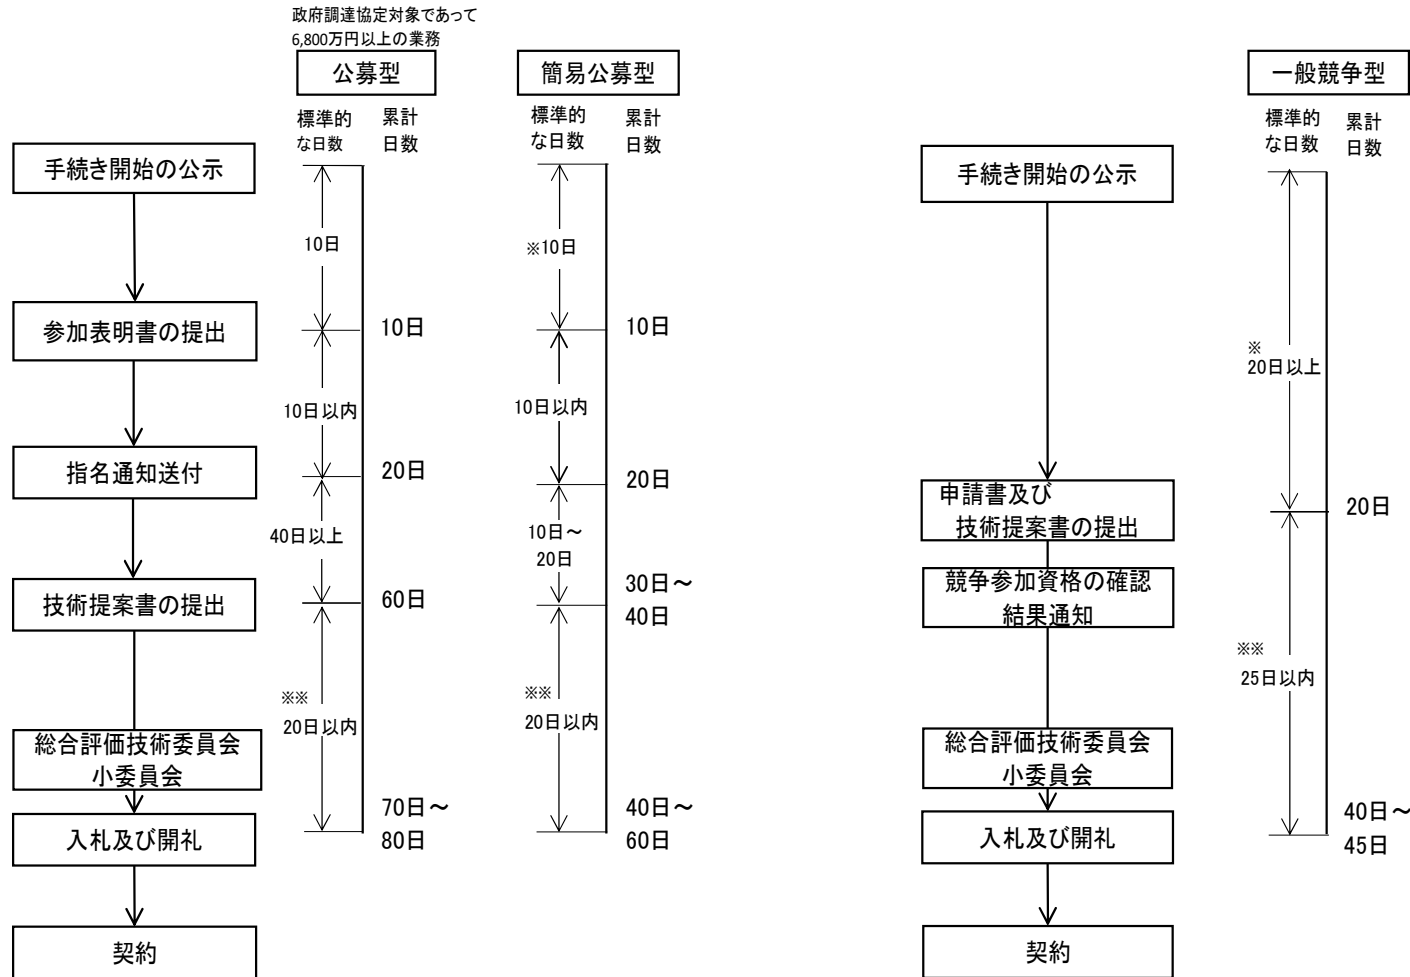 政府調達協定対象であって
6,800万円以上の業務
公募型
簡易公募型
一般競争型
標準的
な日数
累計
日数
標準的
な日数
累計
日数
標準的
な日数
累計
日数
手続き開始の公示
10日
※10日
参加表明書の提出
10日
10日
10日以内
10日以内
指名通知送付
20日
20日
40日以上
10日～
20日
技術提案書の提出
60日
30日～
40日
※※
20日以内
※※
20日以内
総合評価技術委員会
小委員会
70日～
80日
40日～
60日
入札及び開礼
契約
手続き開始の公示
※
20日以上
申請書及び
技術提案書の提出
20日
競争参加資格の確認
結果通知
※※
25日以内
総合評価技術委員会
小委員会
40日～
45日
入札及び開礼
契約